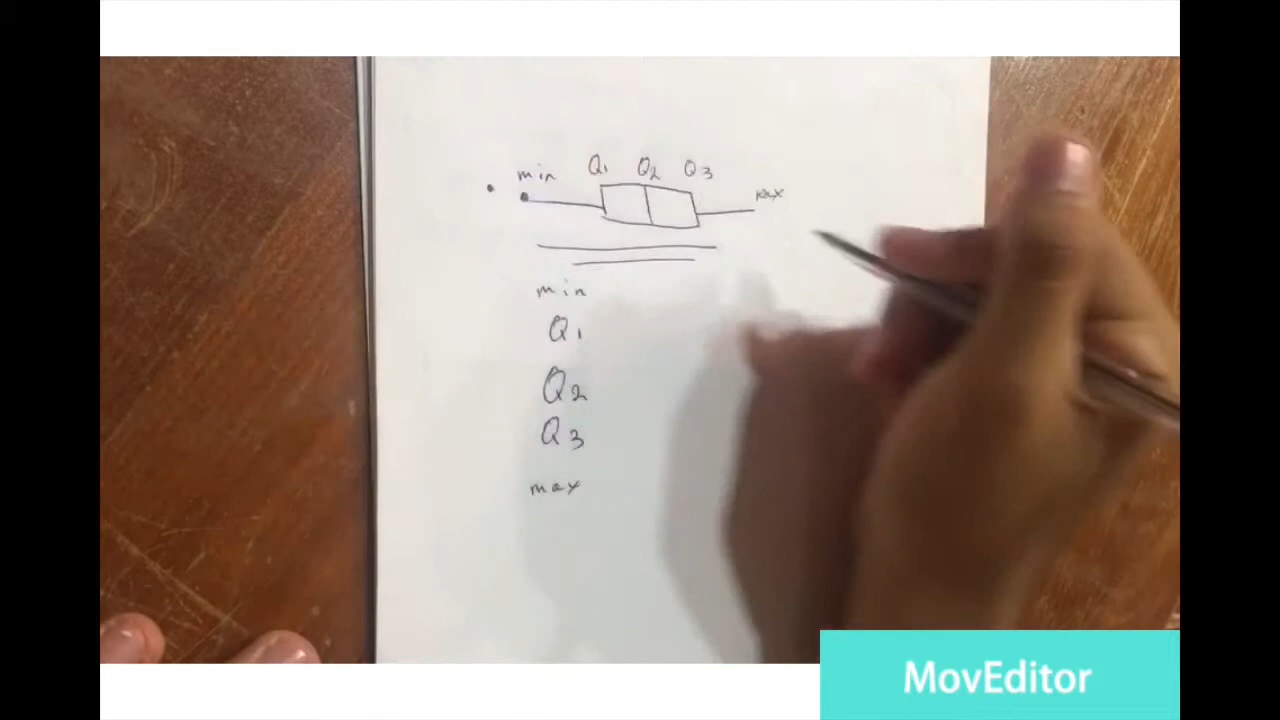 min Q1 Q2 Q3 max
min
Q1
Q2
Q3
max
MovEditor